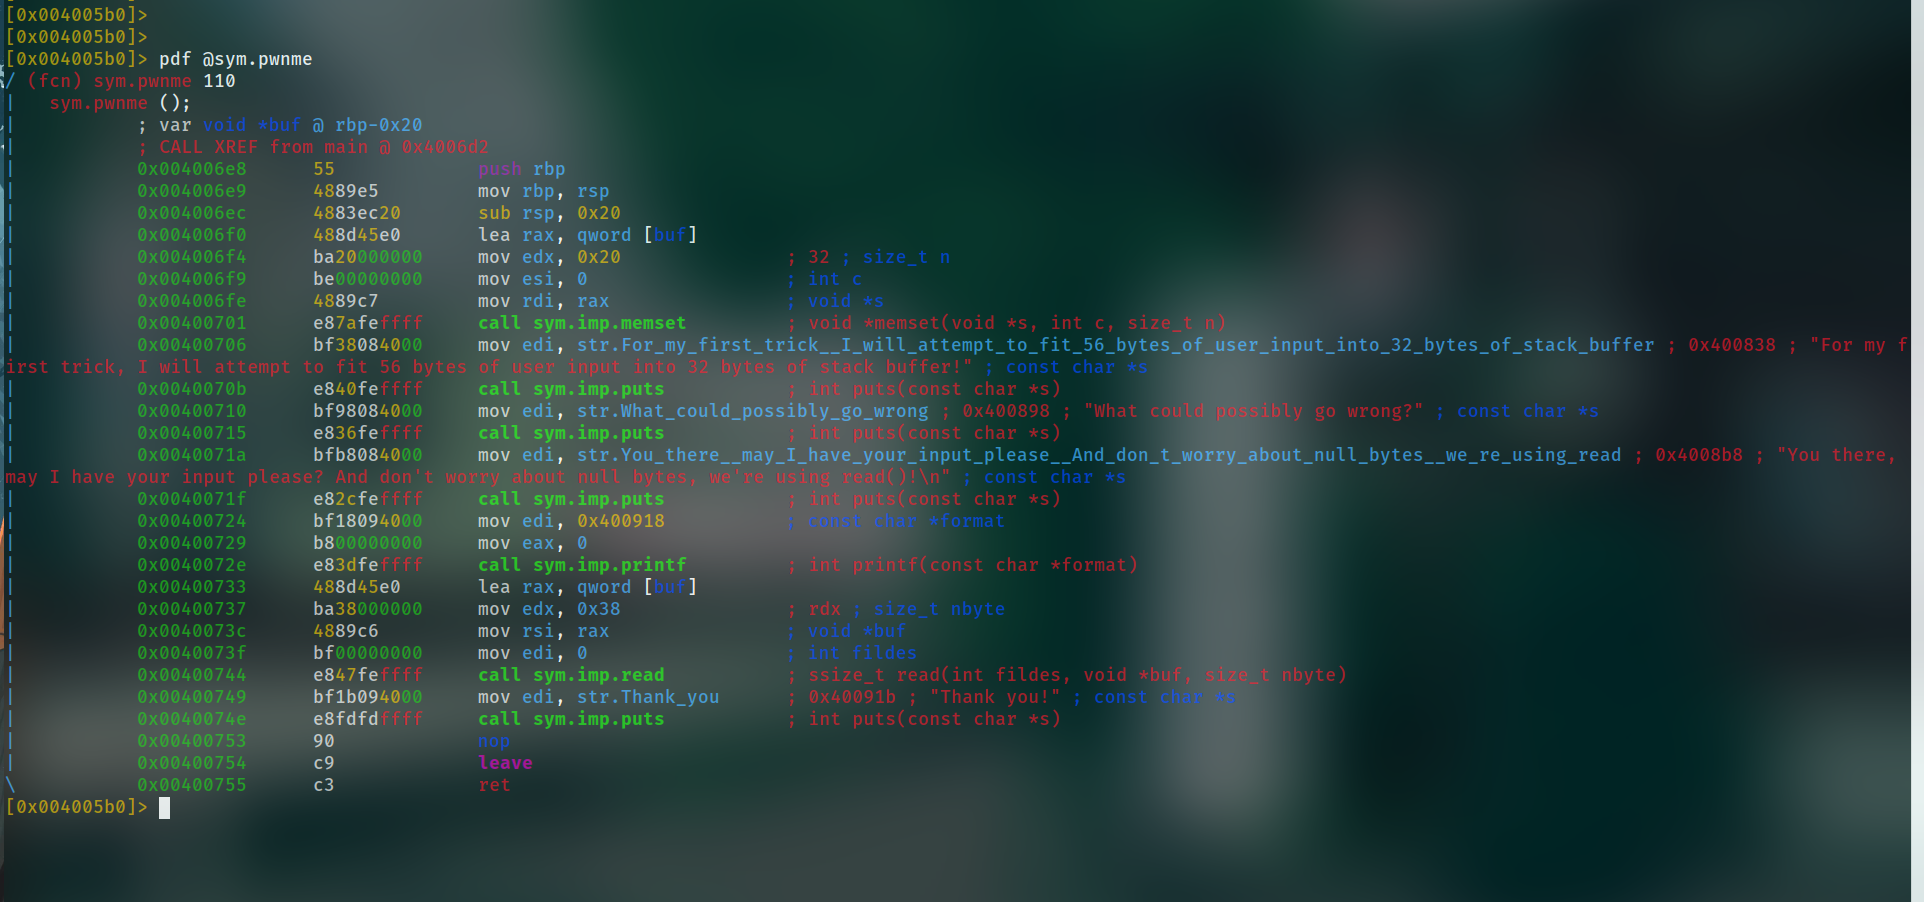 [0x004005b0]>
[0x004005b0]>
[0x004005b0]> pdf @sym.pwnme
/ (fcn) sym.pwnme 110
|   sym.pwnme ();
|           ; var void *buf @ rbp-0x20
|           ; CALL XREF from main @ 0x4006d2
|           0x004006e8      55             push rbp
|           0x004006e9      4889e5         mov rbp, rsp
|           0x004006ec      4883ec20       sub rsp, 0x20
|           0x004006f0      488d45e0       lea rax, qword [buf]
|           0x004006f4      ba20000000     mov edx, 0x20               ; 32 ; size_t n
|           0x004006f9      be00000000     mov esi, 0                  ; int c
|           0x004006fe      4889c7         mov rdi, rax                ; void *s
|           0x00400701      e87afeffff     call sym.imp.memset         ; void *memset(void *s, int c, size_t n)
|           0x00400706      bf38084000     mov edi, str.For_my_first_trick__I_will_attempt_to_fit_56_bytes_of_user_input_into_32_bytes_of_stack_buffer ; 0x400838 ; "For my f
irst trick, I will attempt to fit 56 bytes of user input into 32 bytes of stack buffer!" ; const char *s
|           0x0040070b      e840feffff     call sym.imp.puts           ; int puts(const char *s)
|           0x00400710      bf98084000     mov edi, str.What_could_possibly_go_wrong ; 0x400898 ; "What could possibly go wrong?" ; const char *s
|           0x00400715      e836feffff     call sym.imp.puts           ; int puts(const char *s)
|           0x0040071a      bfb8084000     mov edi, str.You_there__may_I_have_your_input_please__And_don_t_worry_about_null_bytes__we_re_using_read ; 0x4008b8 ; "You there,
may I have your input please? And don't worry about null bytes, we're using read()!\n" ; const char *s
|           0x0040071f      e82cfeffff     call sym.imp.puts           ; int puts(const char *s)
|           0x00400724      bf18094000     mov edi, 0x400918           ; const char *format
|           0x00400729      b800000000     mov eax, 0
|           0x0040072e      e83dfeffff     call sym.imp.printf         ; int printf(const char *format)
|           0x00400733      488d45e0       lea rax, qword [buf]
|           0x00400737      ba38000000     mov edx, 0x38               ; rdx ; size_t nbyte
|           0x0040073c      4889c6         mov rsi, rax                ; void *buf
|           0x0040073f      bf00000000     mov edi, 0                  ; int fildes
|           0x00400744      e847feffff     call sym.imp.read           ; ssize_t read(int fildes, void *buf, size_t nbyte)
|           0x00400749      bf1b094000     mov edi, str.Thank_you      ; 0x40091b ; "Thank you!" ; const char *s
|           0x0040074e      e8fdfdffff     call sym.imp.puts           ; int puts(const char *s)
|           0x00400753      90             nop
|           0x00400754      c9             leave
\           0x00400755      c3             ret
[0x004005b0]>